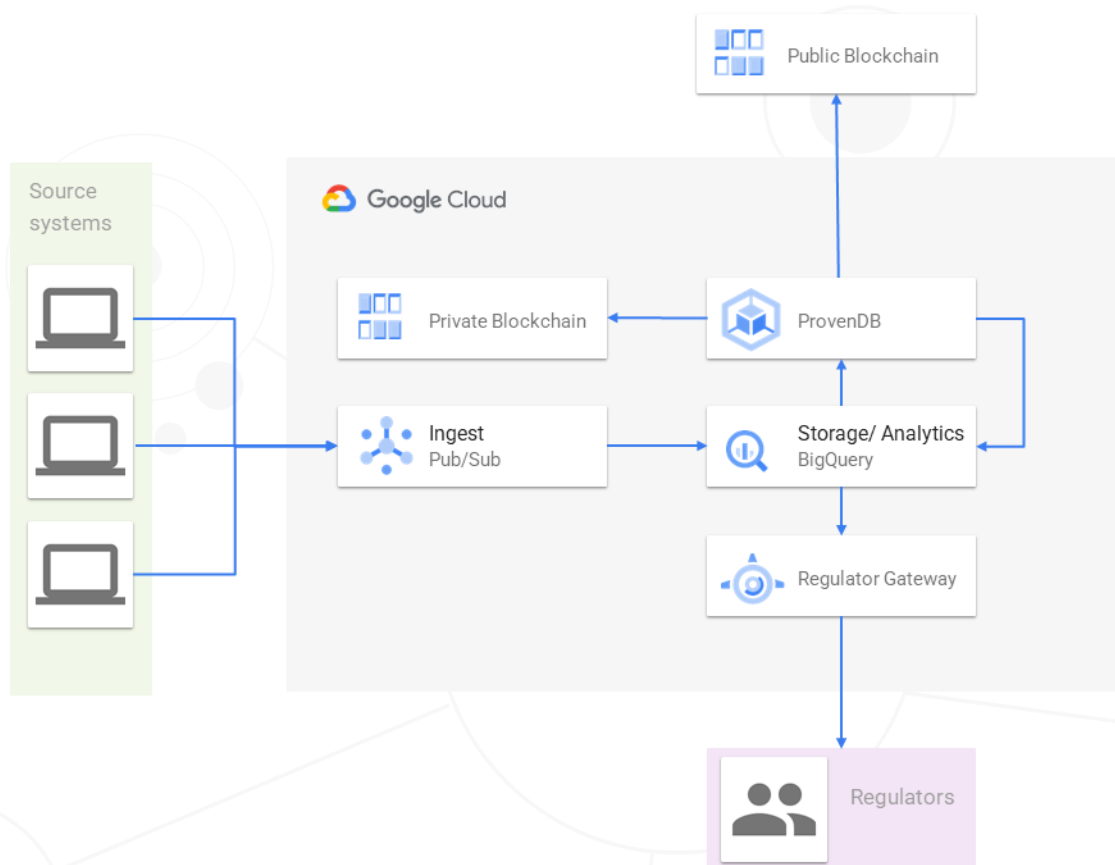 Public Blockchain
Source
systems
Google Cloud
Private Blockchain
ProvenDB
Ingest
Pub/Sub
Storage/ Analytics
BigQuery
Regulator Gateway
Regulators